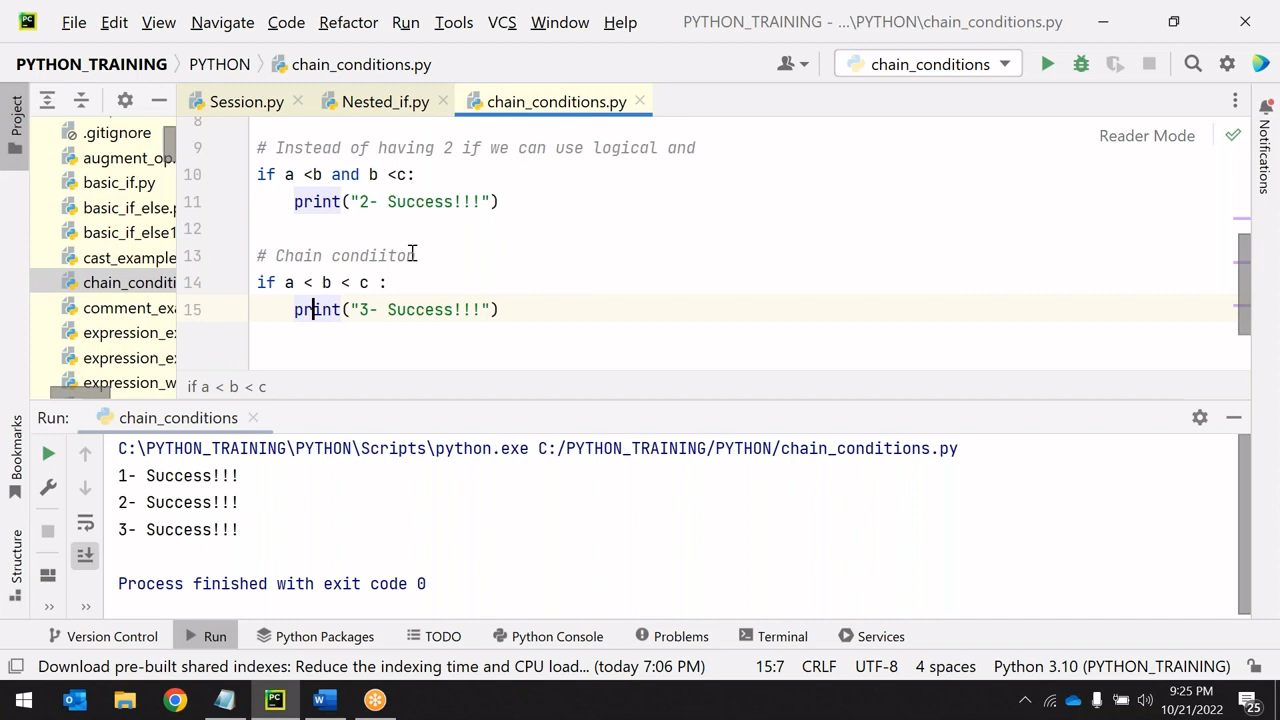 PC File Edit View Navigate Code Refactor Run Tools VCS Window Help PYTHON_TRAINING - ...\PYTHON\chain_conditions.py
PYTHON_TRAINING PYTHON chain_conditions.py chain_conditions
Project
Session.py Nested_if.py chain_conditions.py
Reader Mode
Notifications
.gitignore
augment_op.
basic_if.py
basic_if_else.p
basic_if_else1
cast_example
chain_conditi
comment_exa
expression_ex
expression_ex
expression_w
8
9 # Instead of having 2 if we can use logical and
10 if a <b and b <c:
11 print("2- Success!!!")
12
13 # Chain condiiton
14 if a < b < c :
15 print("3- Success!!!")
if a < b < c
Run: chain_conditions
Bookmarks
Structure
C:\PYTHON_TRAINING\PYTHON\Scripts\python.exe C:/PYTHON_TRAINING/PYTHON/chain_conditions.py
1- Success!!!
2- Success!!!
3- Success!!!
Process finished with exit code 0
Version Control Run Python Packages TODO Python Console Problems Terminal Services
Download pre-built shared indexes: Reduce the indexing time and CPU load... (today 7:06 PM) 15:7 CRLF UTF-8 4 spaces Python 3.10 (PYTHON_TRAINING)
9:25 PM
10/21/2022
25